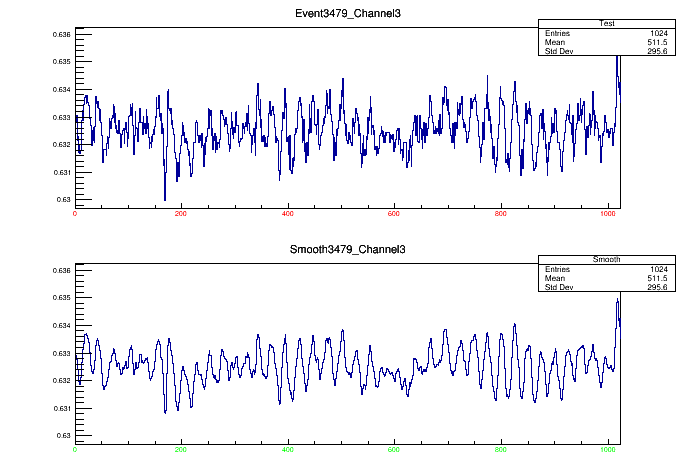 Event3479_Channel3
Test
Entries 1024
Mean 511.5
Std Dev 295.6
0.636
0.635
0.634
0.633
0.632
0.631
0.63
0 200 400 600 800 1000
Smooth3479_Channel3
Smooth
Entries 1024
Mean 511.5
Std Dev 295.6
0.636
0.635
0.634
0.633
0.632
0.631
0.63
0 200 400 600 800 1000